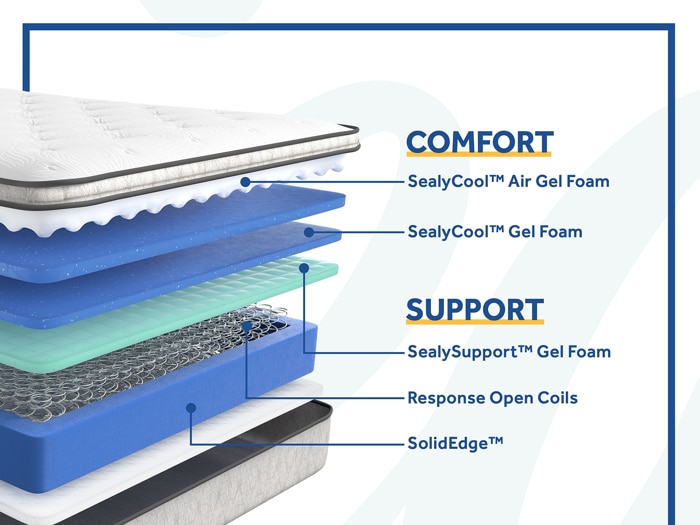 COMFORT
SealyCool™ Air Gel Foam
SealyCool™ Gel Foam
SUPPORT
SealySupport™ Gel Foam
Response Open Coils
SolidEdge™